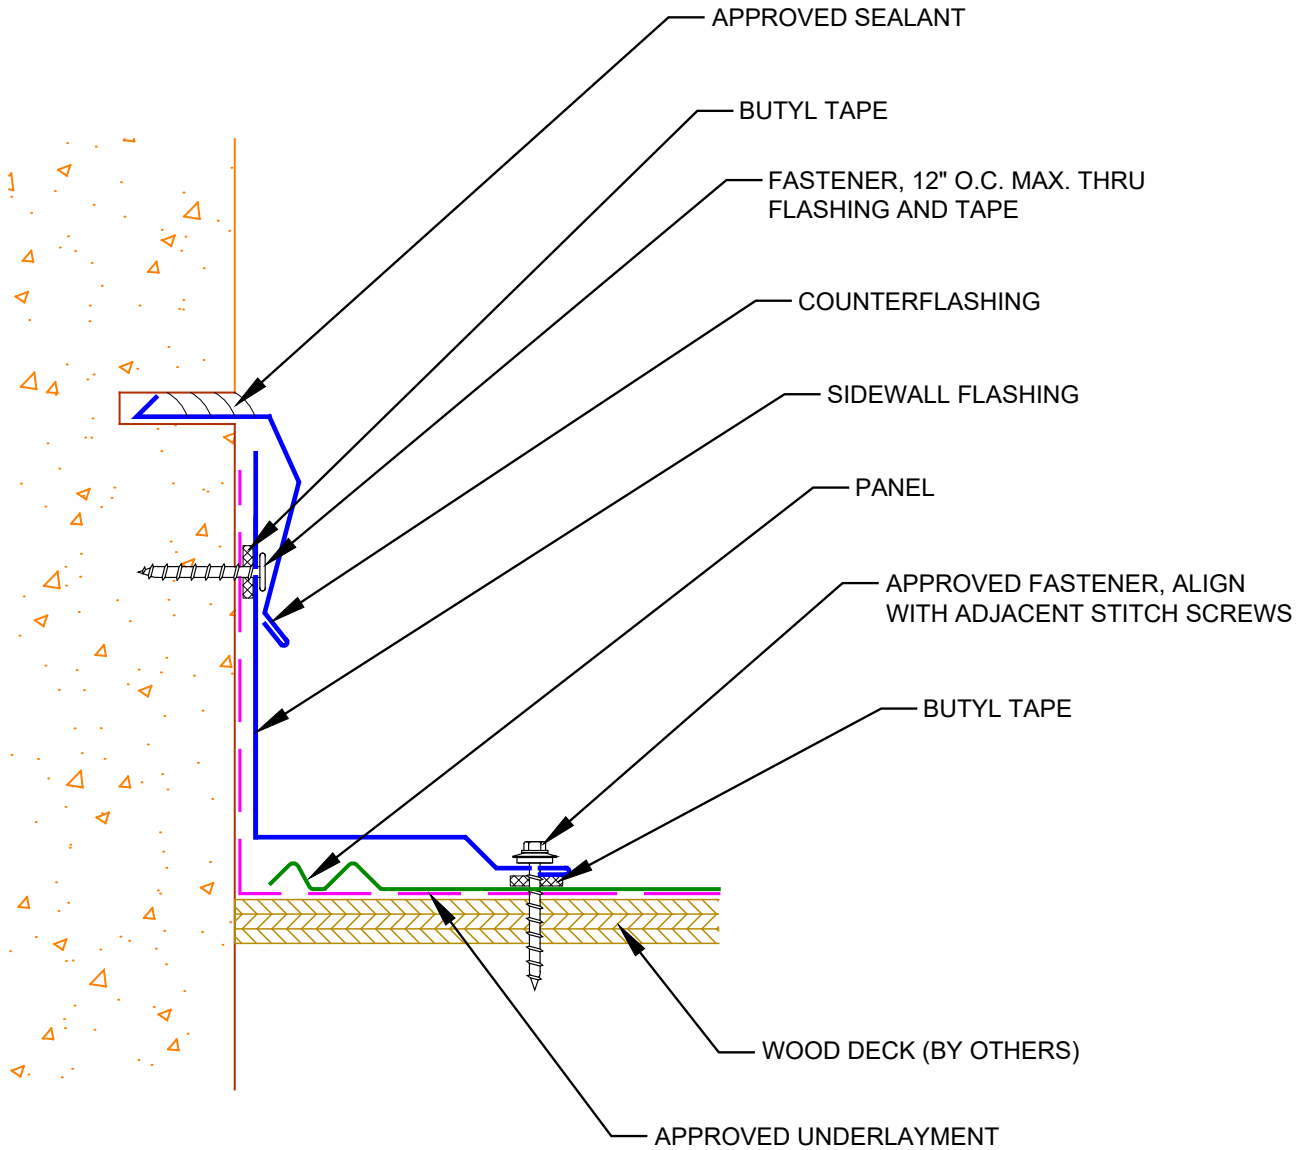 APPROVED SEALANT
BUTYL TAPE
FASTENER, 12" O.C. MAX. THRU
FLASHING AND TAPE
COUNTERFLASHING
SIDEWALL FLASHING
PANEL
APPROVED FASTENER, ALIGN
WITH ADJACENT STITCH SCREWS
BUTYL TAPE
WOOD DECK (BY OTHERS)
APPROVED UNDERLAYMENT